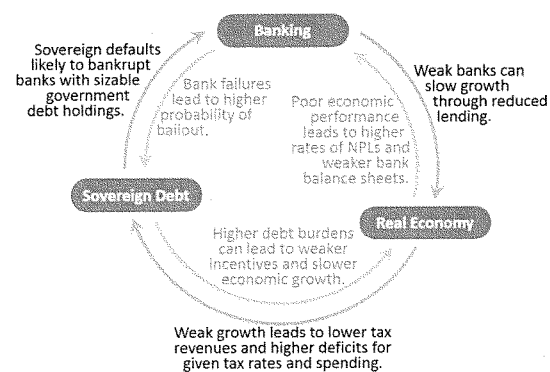 Banking
Sovereign defaults
likely to bankrupt
banks with sizable
government
debt holdings.
Bank failures
lead to higher
probability of
bailout.
Poor economic
performance
leads to higher
rates of NPLs and
weaker bank
balance sheets.
Weak banks can
slow growth
through reduced
lending.
Sovereign Debt
Real Economy
Higher debt burdens
can lead to weaker
incentives and slower
economic growth.
Weak growth leads to lower tax
revenues and higher deficits for
given tax rates and spending.